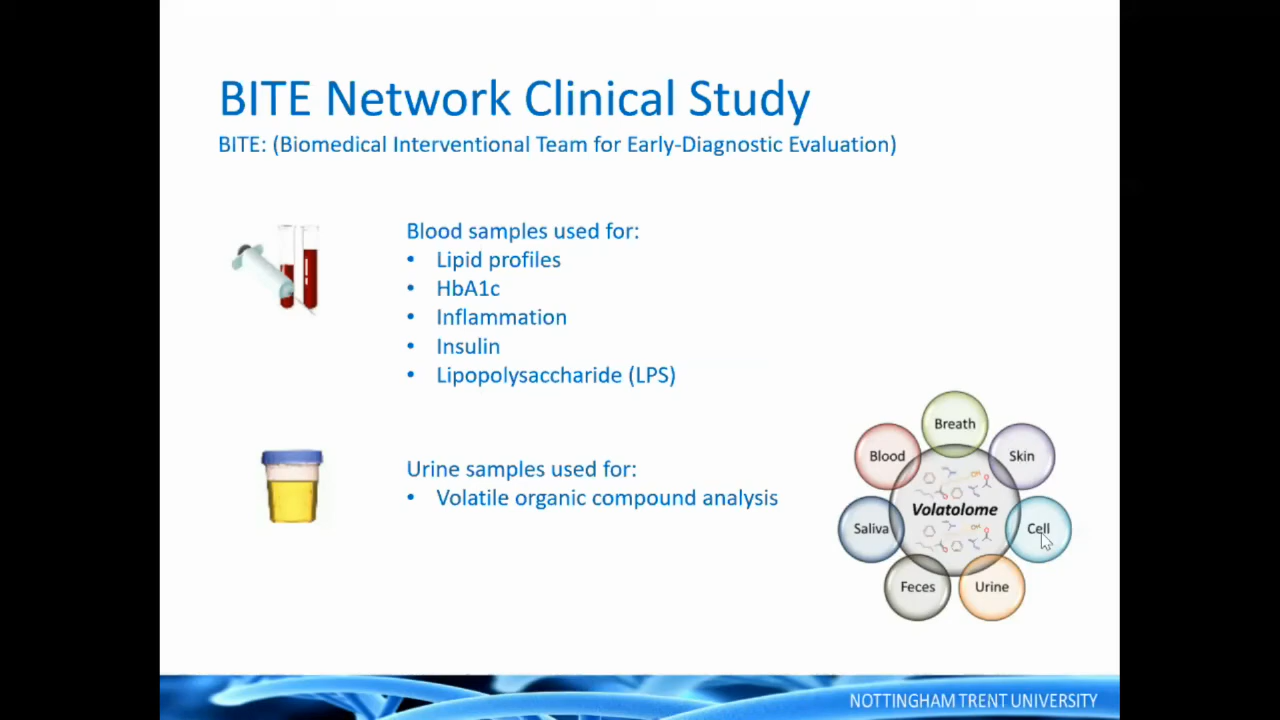 BITE Network Clinical Study
BITE: (Biomedical Interventional Team for Early-Diagnostic Evaluation)
Blood samples used for:
• Lipid profiles
• HbA1c
• Inflammation
• Insulin
• Lipopolysaccharide (LPS)
Urine samples used for:
• Volatile organic compound analysis
Breath
Blood
Skin
Volatolome
Saliva
Cell
Feces
Urine
NOTTINGHAM TRENT UNIVERSITY